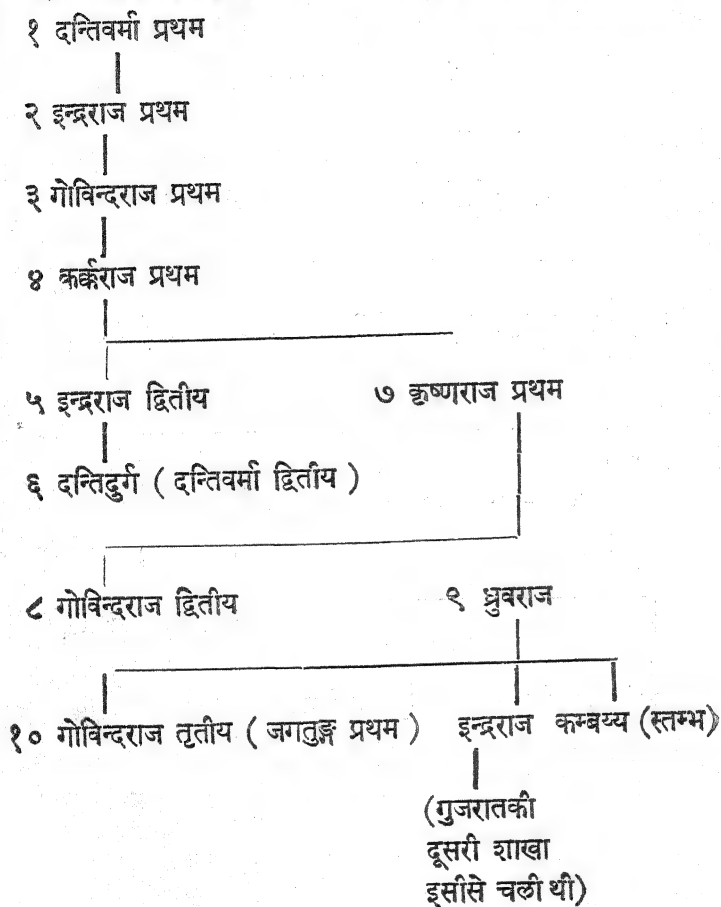 १ दन्तिवर्मा प्रथम
२ इन्द्रराज प्रथम
३ गोविन्दराज प्रथम
४ कर्कराज प्रथम
५ इन्द्रराज द्वितीय ७ कृष्णराज प्रथम
६ दन्तिदुर्ग ( दन्तिवर्मा द्वितीय )
८ गोविन्दराज द्वितीय ९ ध्रुवराज
१० गोविन्दराज तृतीय ( जगतुङ्ग प्रथम ) इन्द्रराज कम्बय्य (स्तम्भ)
(गुजरातकी
दूसरी शाखा
इसीसे चली थी)